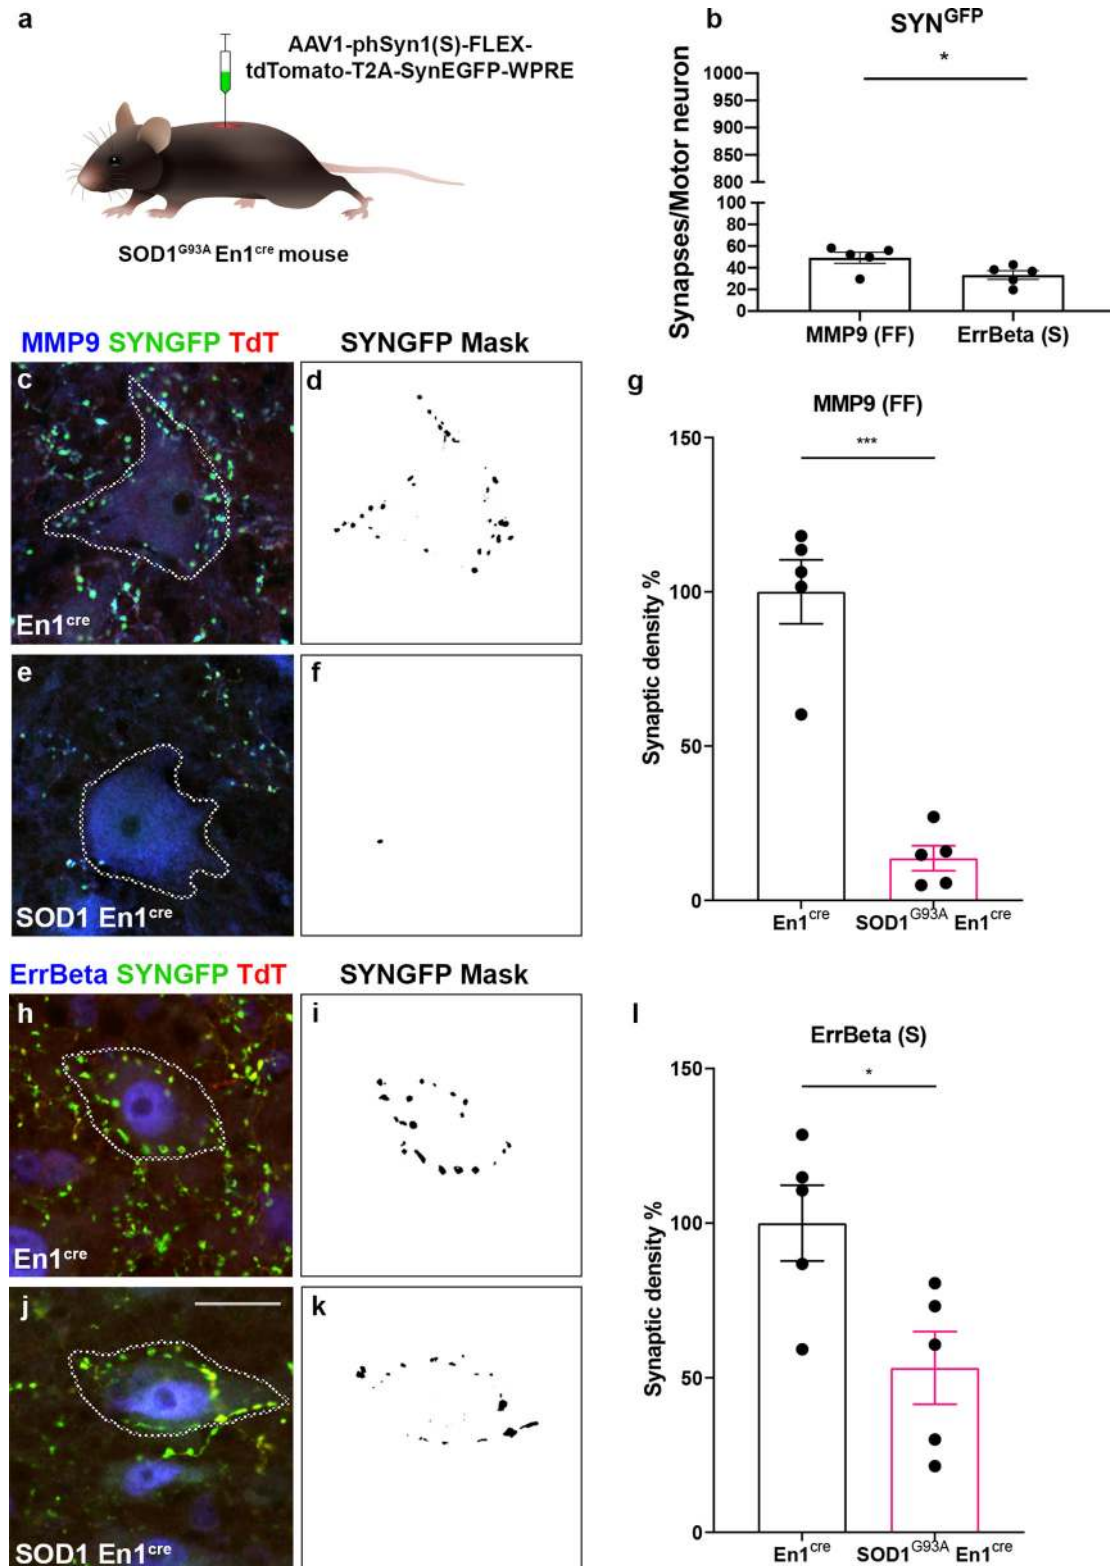 a
AAV1-phSyn1(S)-FLEX-
tdTomato-T2A-SynEGFP-WPRE
SOD1G93A En1cre mouse
b
SYNGFP
*
Synapses/Motor neuron
1000
950
900
850
800
100
80
60
40
20
0
MMP9 (FF)
ErrBeta (S)
MMP9 SYNGFP TdT
SYNGFP Mask
c
En1cre
d
e
SOD1 En1cre
f
g
MMP9 (FF)
***
Synaptic density %
150
100
50
0
En1cre
SOD1G93A En1cre
ErrBeta SYNGFP TdT
SYNGFP Mask
h
En1cre
i
j
SOD1 En1cre
k
l
ErrBeta (S)
*
Synaptic density %
150
100
50
0
En1cre
SOD1G93A En1cre